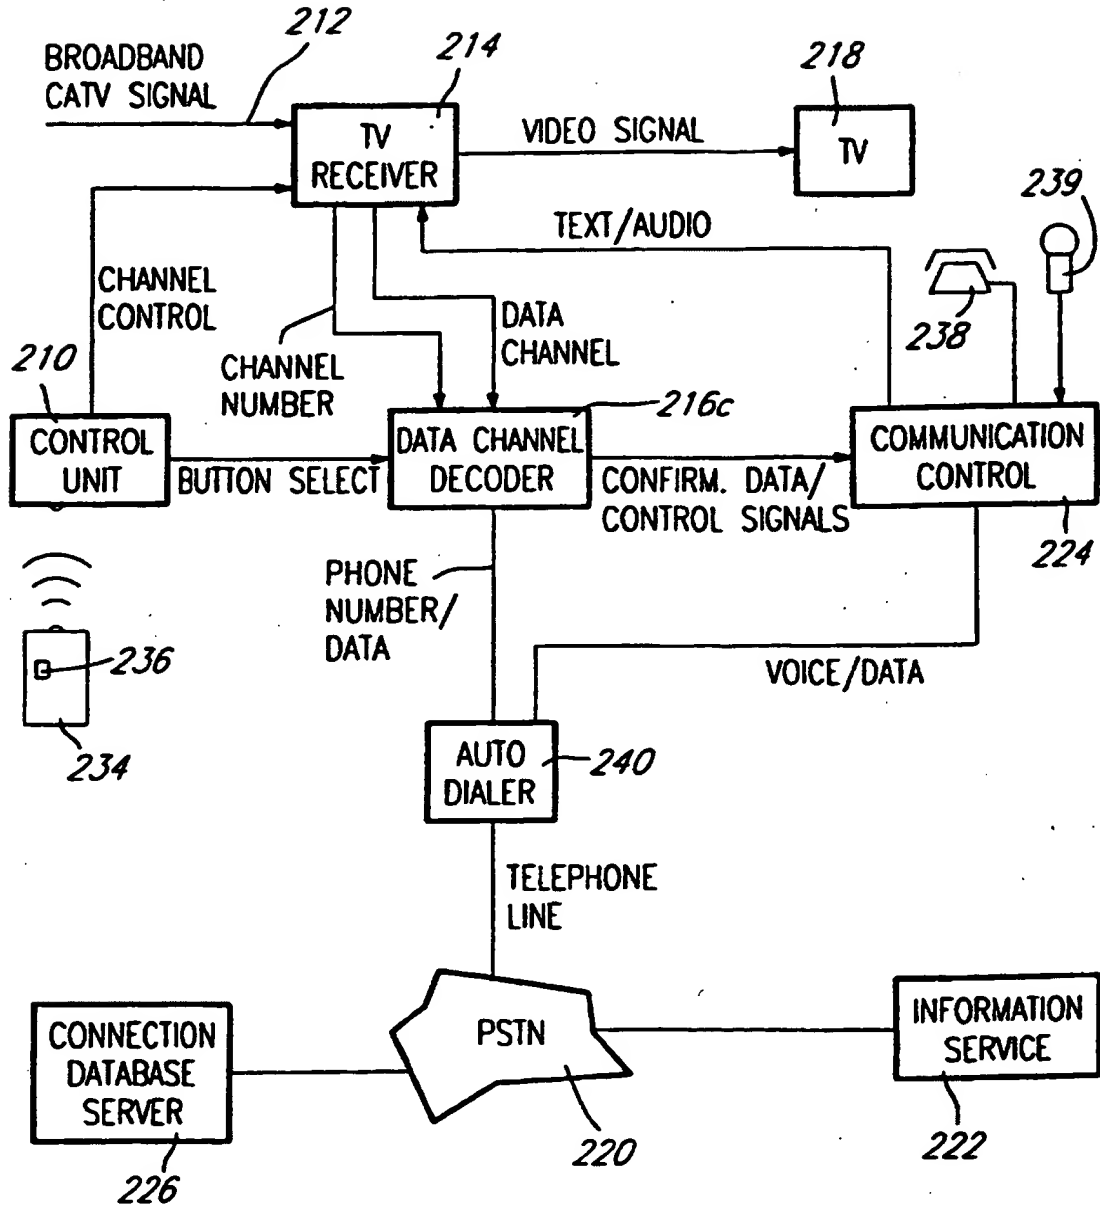 212
BROADBAND
CATV SIGNAL
214
218
TV
RECEIVER
VIDEO SIGNAL
TV
239
TEXT/AUDIO
CHANNEL
CONTROL
DATA
CHANNEL
238
210
CHANNEL
NUMBER
216c
CONTROL
UNIT
BUTTON SELECT
DATA CHANNEL
DECODER
CONFIRM. DATA/
CONTROL SIGNALS
COMMUNICATION
CONTROL
224
PHONE
NUMBER/
DATA
236
VOICE/DATA
234
AUTO
DIALER
240
TELEPHONE
LINE
CONNECTION
DATABASE
SERVER
PSTN
INFORMATION
SERVICE
226
220
222